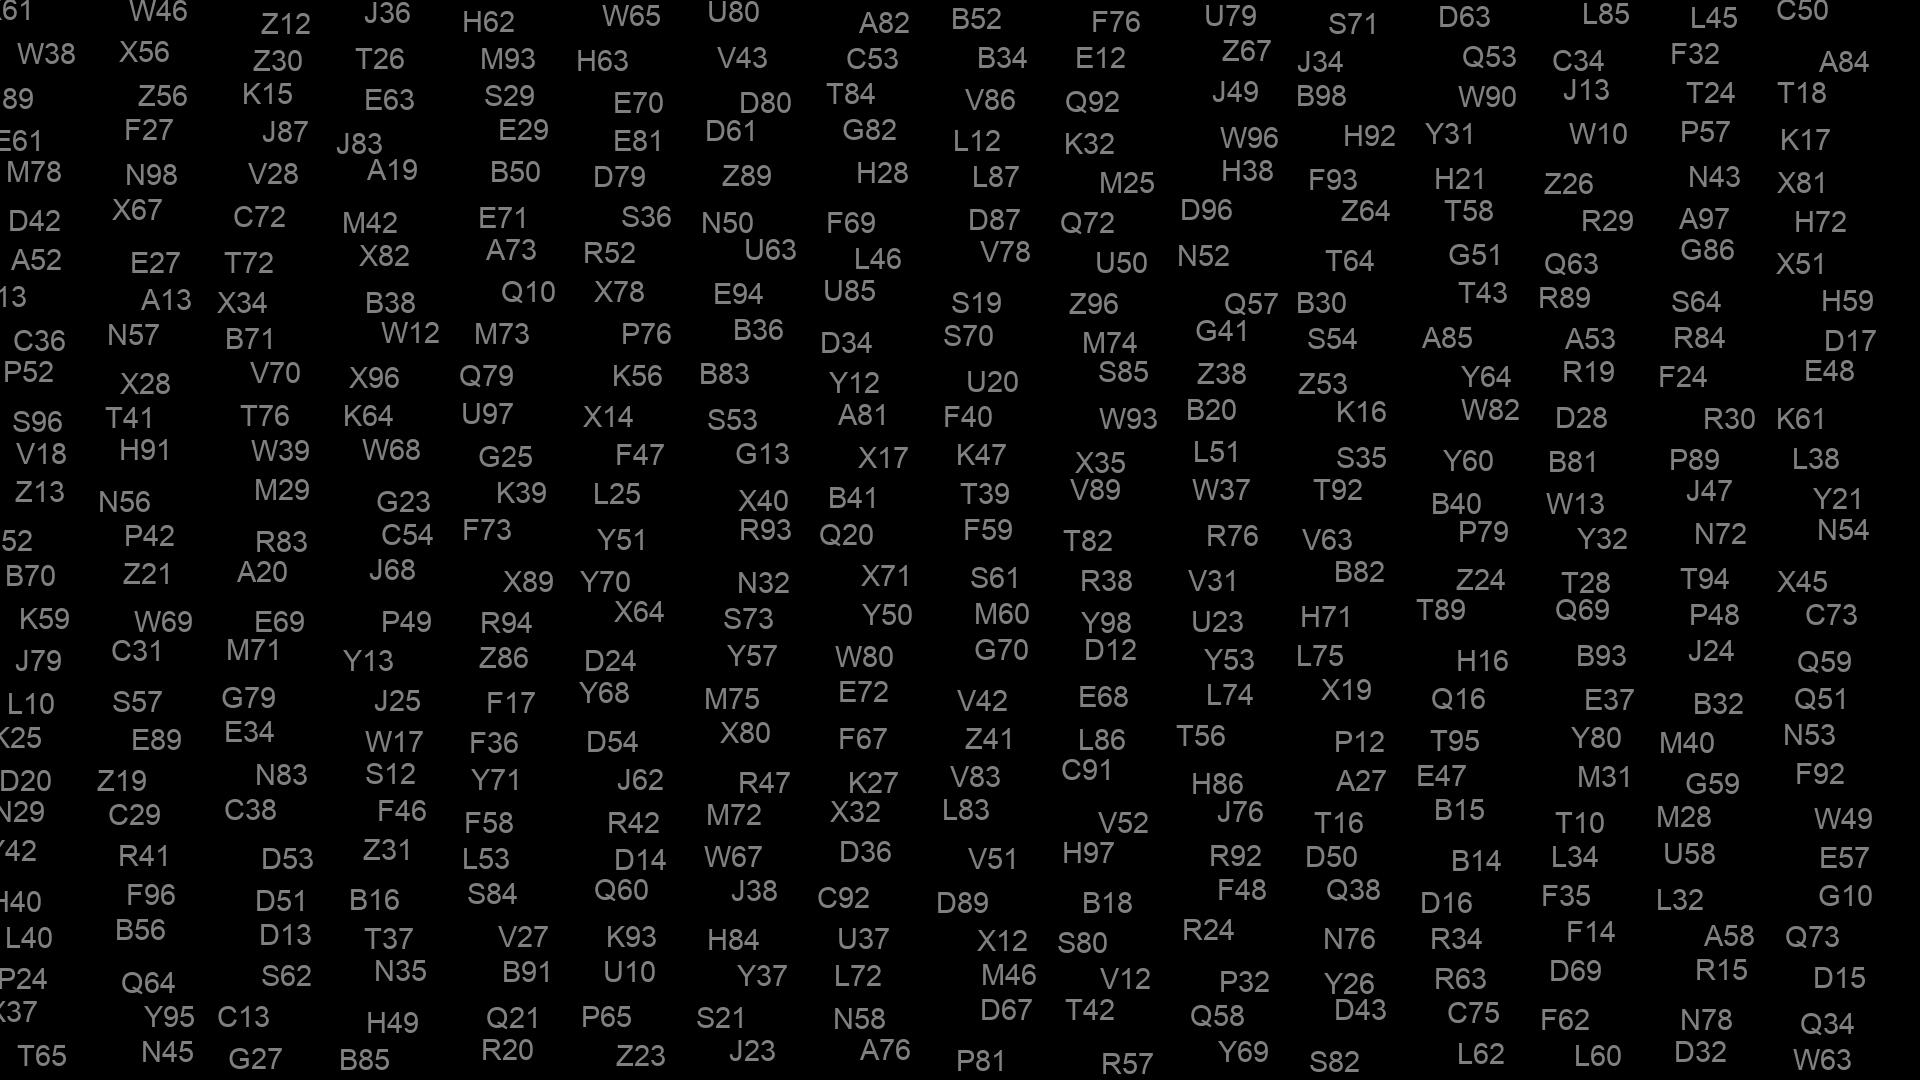 W46 Z12 J36 H62 W65 U80 A82 B52 F76 U79 S71 D63 L85 L45 C50
W38 X56 Z30 T26 M93 H63 V43 C53 B34 E12 Z67 J34 Q53 C34 F32 A84
89 Z56 K15 E63 S29 E70 D80 T84 V86 Q92 J49 B98 W90 J13 T24 T18
E61 F27 J87 J83 E29 E81 D61 G82 L12 K32 W96 H92 Y31 W10 P57 K17
M78 N98 V28 A19 B50 D79 Z89 H28 L87 M25 H38 F93 H21 Z26 N43 X81
D42 X67 C72 M42 E71 S36 N50 F69 D87 Q72 D96 Z64 T58 R29 A97 H72
A52 E27 T72 X82 A73 R52 U63 L46 V78 U50 N52 T64 G51 Q63 G86 X51
13 A13 X34 B38 Q10 X78 E94 U85 S19 Z96 Q57 B30 T43 R89 S64 H59
C36 N57 B71 W12 M73 P76 B36 D34 S70 M74 G41 S54 A85 A53 R84 D17
P52 X28 V70 X96 Q79 K56 B83 Y12 U20 S85 Z38 Z53 Y64 R19 F24 E48
S96 T41 T76 K64 U97 X14 S53 A81 F40 W93 B20 K16 W82 D28 R30 K61
V18 H91 W39 W68 G25 F47 G13 X17 K47 X35 L51 S35 Y60 B81 P89 L38
Z13 N56 M29 G23 K39 L25 X40 B41 T39 V89 W37 T92 B40 W13 J47 Y21
52 P42 R83 C54 F73 Y51 R93 Q20 F59 T82 R76 V63 P79 Y32 N72 N54
B70 Z21 A20 J68 X89 Y70 N32 X71 S61 R38 V31 B82 Z24 T28 T94 X45
K59 W69 E69 P49 R94 X64 S73 Y50 M60 Y98 U23 H71 T89 Q69 P48 C73
J79 C31 M71 Y13 Z86 D24 Y57 W80 G70 D12 Y53 L75 H16 B93 J24 Q59
L10 S57 G79 J25 F17 Y68 M75 E72 V42 E68 L74 X19 Q16 E37 B32 Q51
K25 E89 E34 W17 F36 D54 X80 F67 Z41 L86 T56 P12 T95 Y80 M40 N53
D20 Z19 N83 S12 Y71 J62 R47 K27 V83 C91 H86 A27 E47 M31 G59 F92
N29 C29 C38 F46 F58 R42 M72 X32 L83 V52 J76 T16 B15 T10 M28 W49
Y42 R41 D53 Z31 L53 D14 W67 D36 V51 H97 R92 D50 B14 L34 U58 E57
H40 F96 D51 B16 S84 Q60 J38 C92 D89 B18 F48 Q38 D16 F35 L32 G10
L40 B56 D13 T37 V27 K93 H84 U37 X12 S80 R24 N76 R34 F14 A58 Q73
P24 Q64 S62 N35 B91 U10 Y37 L72 M46 V12 P32 Y26 R63 D69 R15 D15
Y95 C13 H49 Q21 P65 S21 N58 D67 T42 Q58 D43 C75 F62 N78 Q34
T65 N45 G27 B85 R20 Z23 J23 A76 P81 R57 Y69 S82 L62 L60 D32 W63